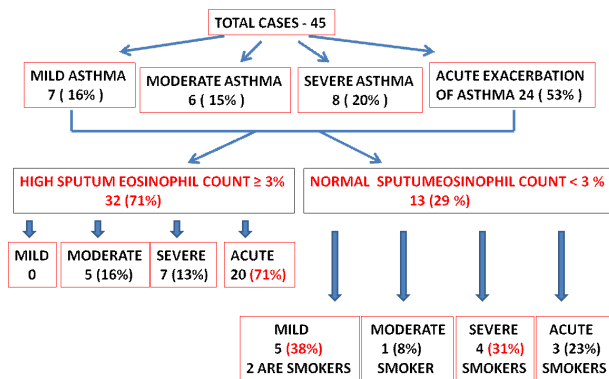 TOTAL CASES - 45
MILD ASTHMA
7 ( 16% )
MODERATE ASTHMA
6 ( 15% )
SEVERE ASTHMA
8 ( 20% )
ACUTE EXACERBATION
OF ASTHMA 24 ( 53% )
HIGH SPUTUM EOSINOPHIL COUNT ≥ 3%
32 (71%)
NORMAL SPUTUMEOSINOPHIL COUNT < 3 %
13 (29 %)
MILD
0
MODERATE
5 (16%)
SEVERE
7 (13%)
ACUTE
20 (71%)
MILD
5 (38%)
2 ARE SMOKERS
MODERATE
1 (8%)
SMOKER
SEVERE
4 (31%)
SMOKERS
ACUTE
3 (23%)
SMOKERS